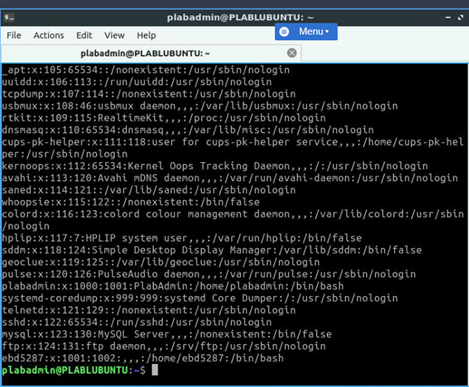 plabadmin@PLABLUBUNTU: ~
File Actions Edit View Help
Menu
plabadmin@PLABLUBUNTU: ~
_apt:x:105:65534::/nonexistent:/usr/sbin/nologin
uuidd:x:106:113::/run/uuidd:/usr/sbin/nologin
tcpdump:x:107:114::/nonexistent:/usr/sbin/nologin
usbmux:x:108:46:usbmux daemon,,,:/var/lib/usbmux:/usr/sbin/nologin
rtkit:x:109:115:RealtimeKit,,,:/proc:/usr/sbin/nologin
dnsmasq:x:110:65534:dnsmasq,,,:/var/lib/misc:/usr/sbin/nologin
cups-pk-helper:x:111:118:user for cups-pk-helper service,,,:/home/cups-pk-hel
per:/usr/sbin/nologin
kernoops:x:112:65534:Kernel Oops Tracking Daemon,,,:/:/usr/sbin/nologin
avahi:x:113:120:Avahi mDNS daemon,,,:/var/run/avahi-daemon:/usr/sbin/nologin
saned:x:114:121::/var/lib/saned:/usr/sbin/nologin
whoopsie:x:115:122::/nonexistent:/bin/false
colord:x:116:123:colord colour management daemon,,,:/var/lib/colord:/usr/sbin
/nologin
hplip:x:117:7:HPLIP system user,,,:/var/run/hplip:/bin/false
sddm:x:118:124:Simple Desktop Display Manager:/var/lib/sddm:/bin/false
geoclue:x:119:125::/var/lib/geoclue:/usr/sbin/nologin
pulse:x:120:126:PulseAudio daemon,,,:/var/run/pulse:/usr/sbin/nologin
plabadmin:x:1000:1001:PlabAdmin:/home/plabadmin:/bin/bash
systemd-coredump:x:999:999:systemd Core Dumper:/:/usr/sbin/nologin
telnetd:x:121:129::/nonexistent:/usr/sbin/nologin
sshd:x:122:65534::/run/sshd:/usr/sbin/nologin
mysql:x:123:130:MySQL Server,,,:/nonexistent:/bin/false
ftp:x:124:131:ftp daemon,,,:/srv/ftp:/usr/sbin/nologin
ebd5287:x:1001:1002:,,,:/home/ebd5287:/bin/bash
plabadmin@PLABLUBUNTU:~$